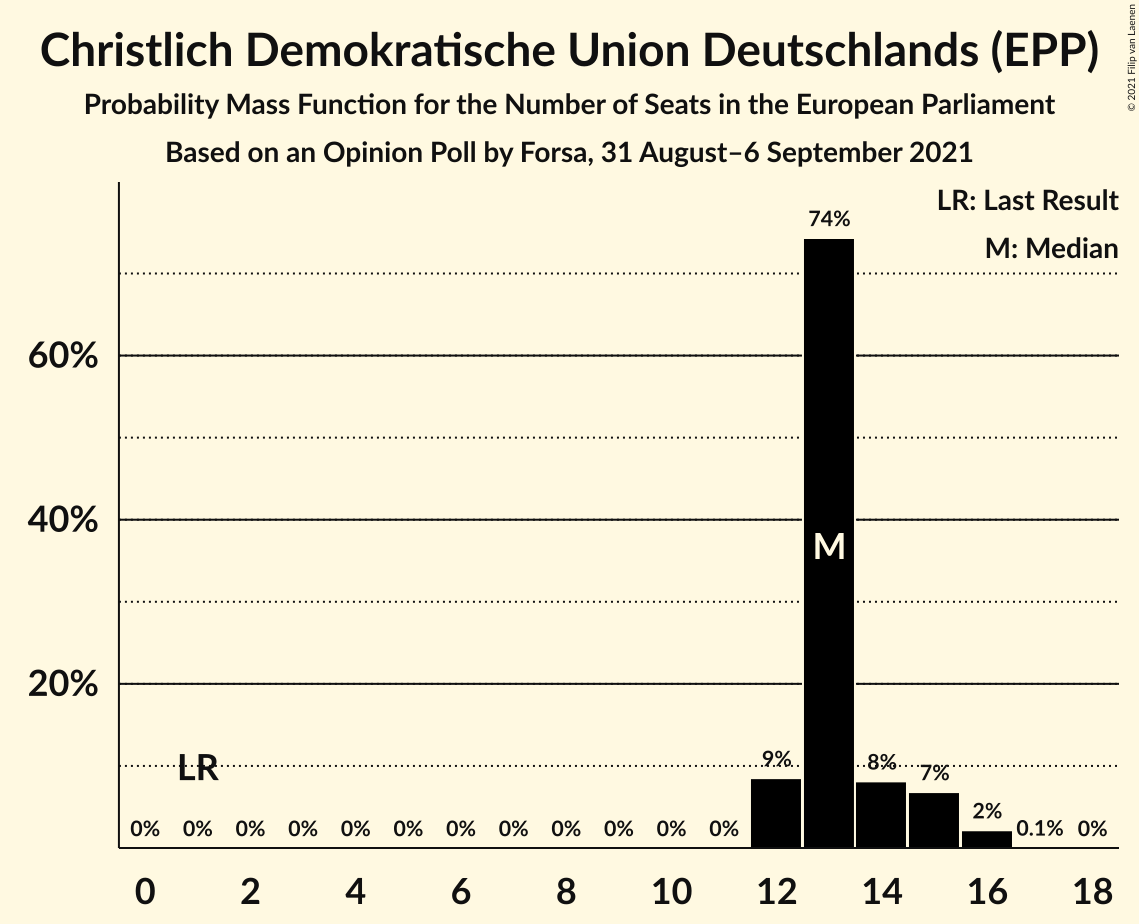 Christlich Demokratische Union Deutschlands (EPP)
Probability Mass Function for the Number of Seats in the European Parliament
Based on an Opinion Poll by Forsa, 31 August–6 September 2021
© 2021 Filip van Laenen
LR: Last Result
M: Median
74%
60%
40%
M
20%
LR
9%
8%
7%
2%
0% 0% 0% 0% 0% 0% 0% 0% 0% 0% 0% 0% 0.1% 0%
0 2 4 6 8 10 12 14 16 18